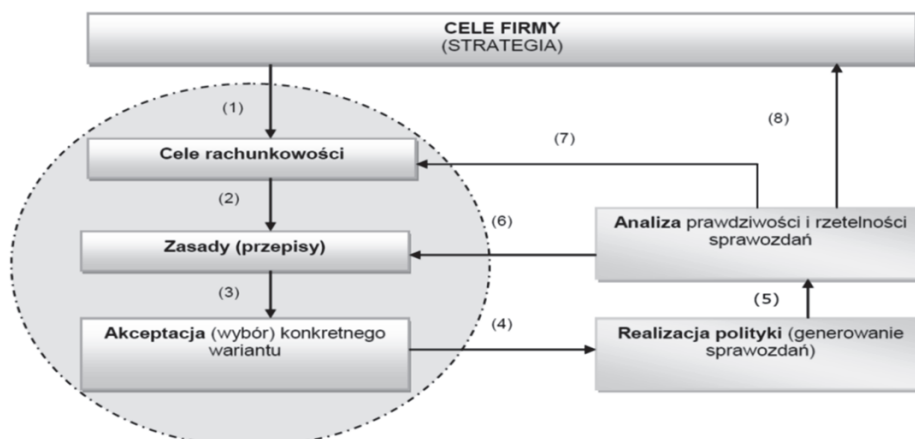 CELE FIRMY
(STRATEGIA)
(1)
(8)
(7)
Cele rachunkowości
(2)
(6)
Analiza prawdziwości i rzetelności
sprawozdań
Zasady (przepisy)
(3)
(5)
(4)
Akceptacja (wybór) konkretnego
wariantu
Realizacja polityki (generowanie
sprawozdań)